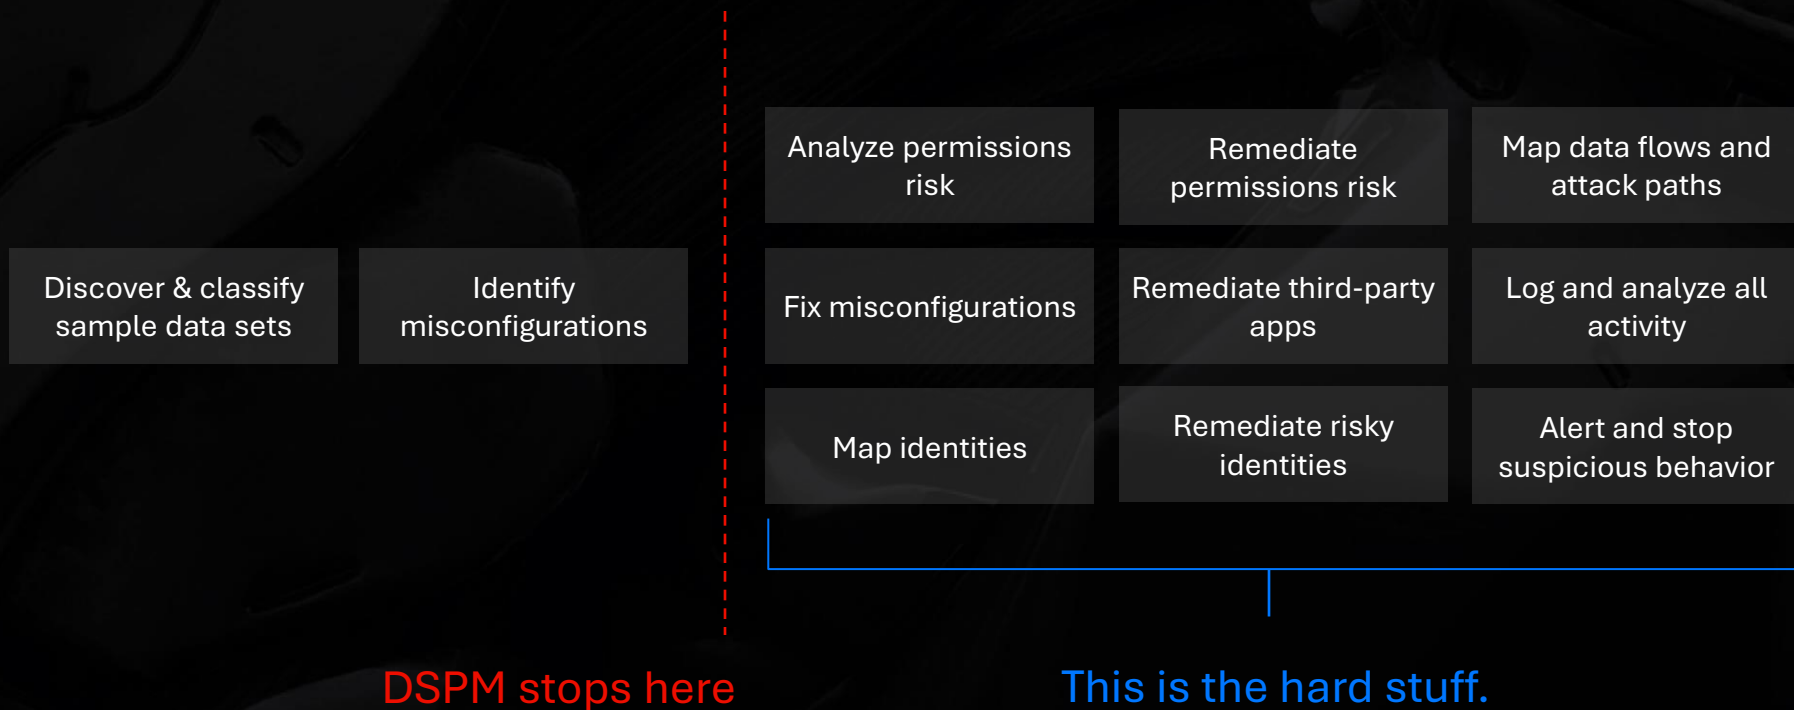 Discover & classify
sample data sets
Identify
misconfigurations
Analyze permissions
risk
Remediate
permissions risk
Map data flows and
attack paths
Fix misconfigurations
Remediate third-party
apps
Log and analyze all
activity
Map identities
Remediate risky
identities
Alert and stop
suspicious behavior
DSPM stops here
This is the hard stuff.